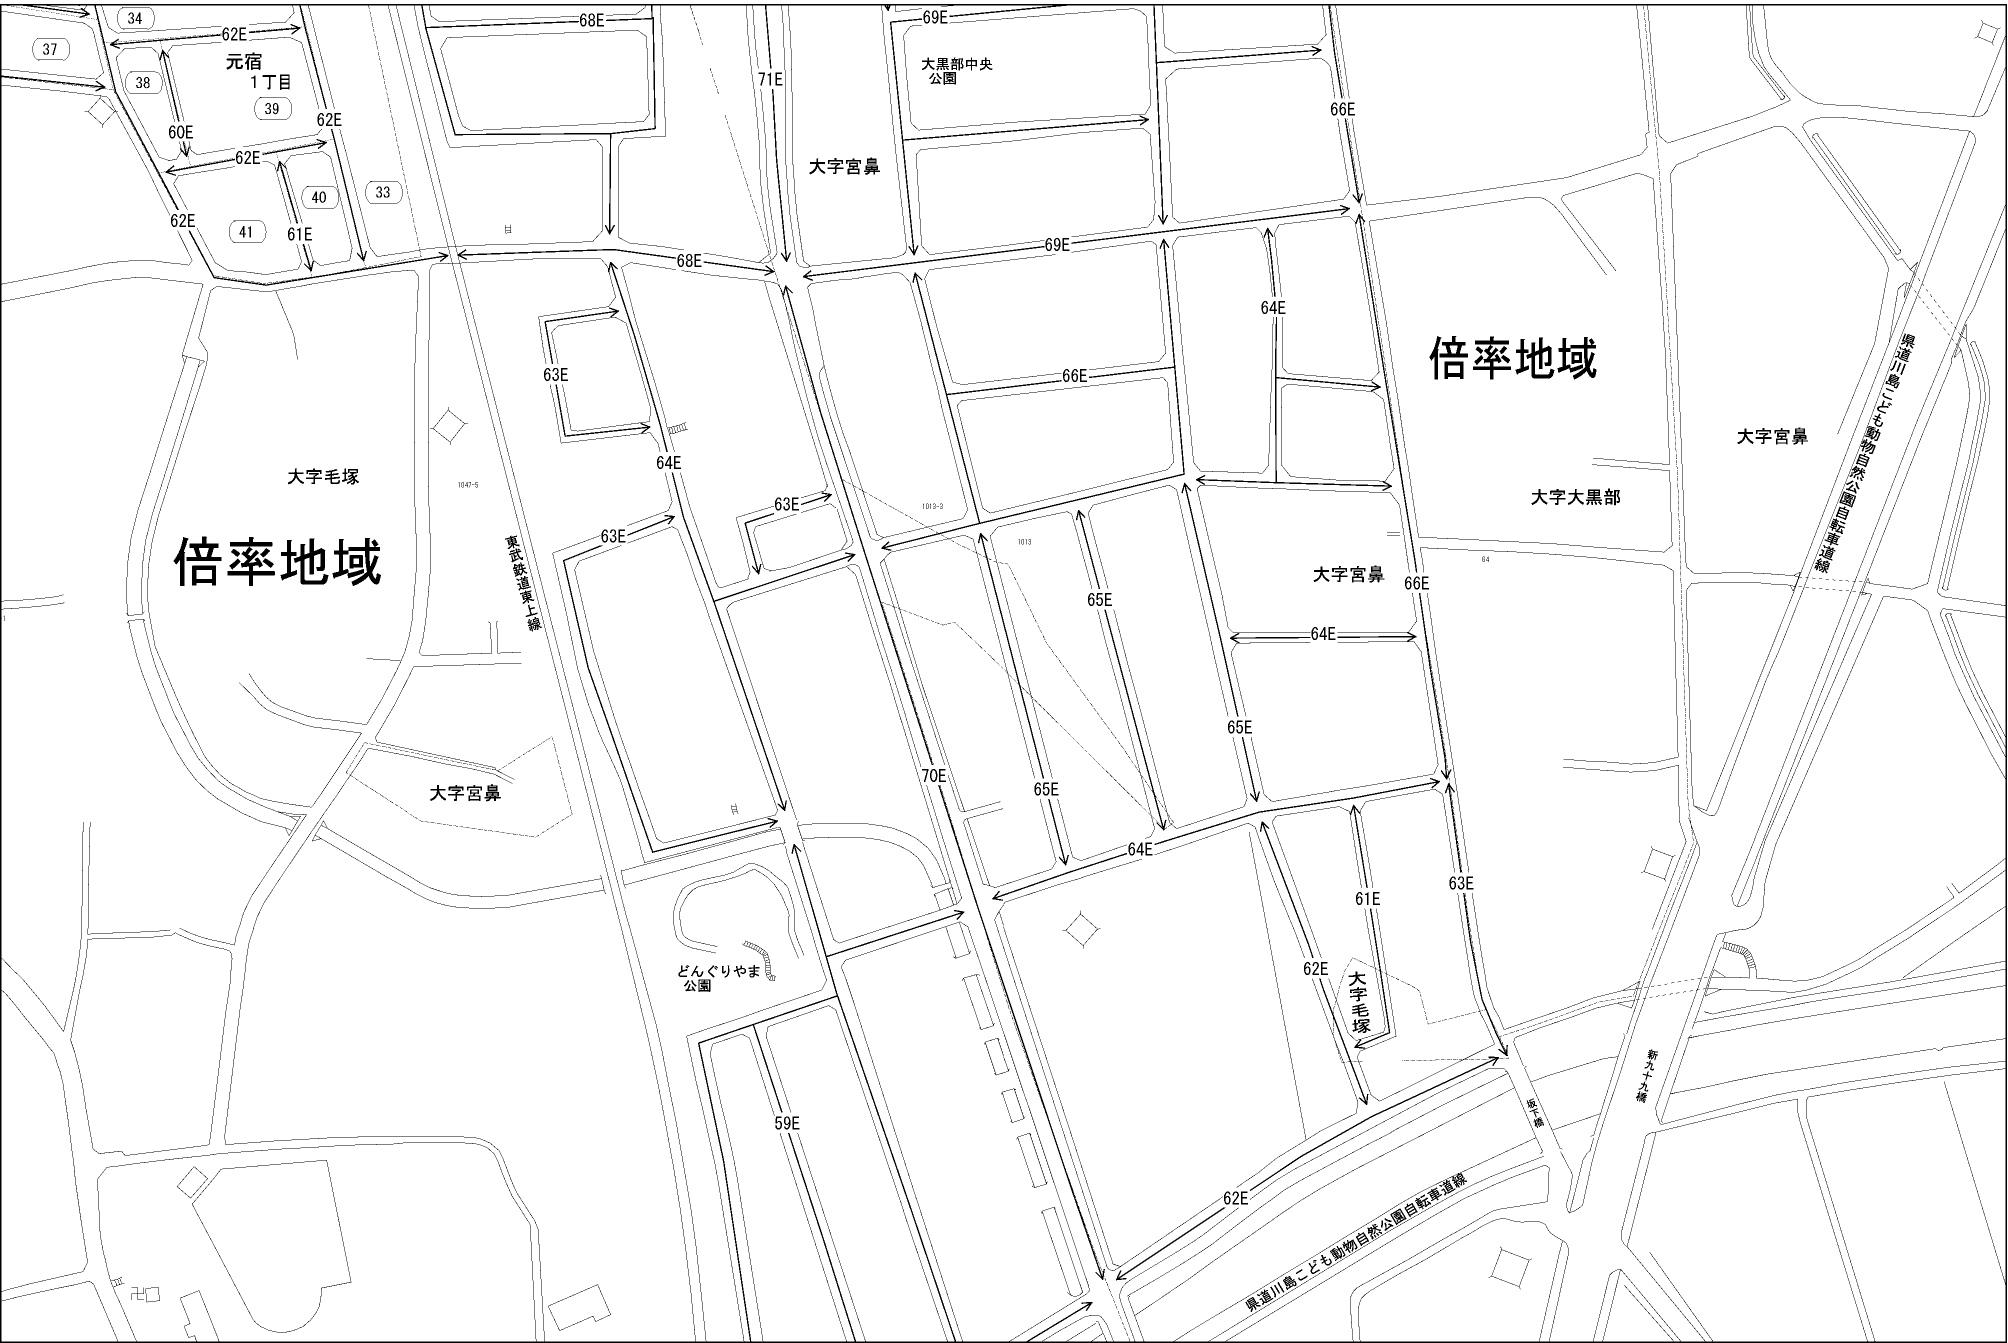 34
62E
68E
69E
37
元宿
1丁目
38
39
71E
大黒部中央
公園
66E
60E
62E
62E
大字宮鼻
40
33
62E
41
61E
69E
68E
64E
63E
66E
倍率地域
県道川島こども動物自然公園自転車道線
大字宮鼻
64E
大字毛塚
1047-5
大字大黒部
63E
1013-3
63E
1013
倍率地域
東武鉄道東上線
大字宮鼻
66E
64
65E
64E
65E
70E
65E
大字宮鼻
64E
63E
61E
どんぐりやま
公園
62E
大字毛塚
新九十九橋
坂下橋
59E
62E
県道川島こども動物自然公園自転車道線